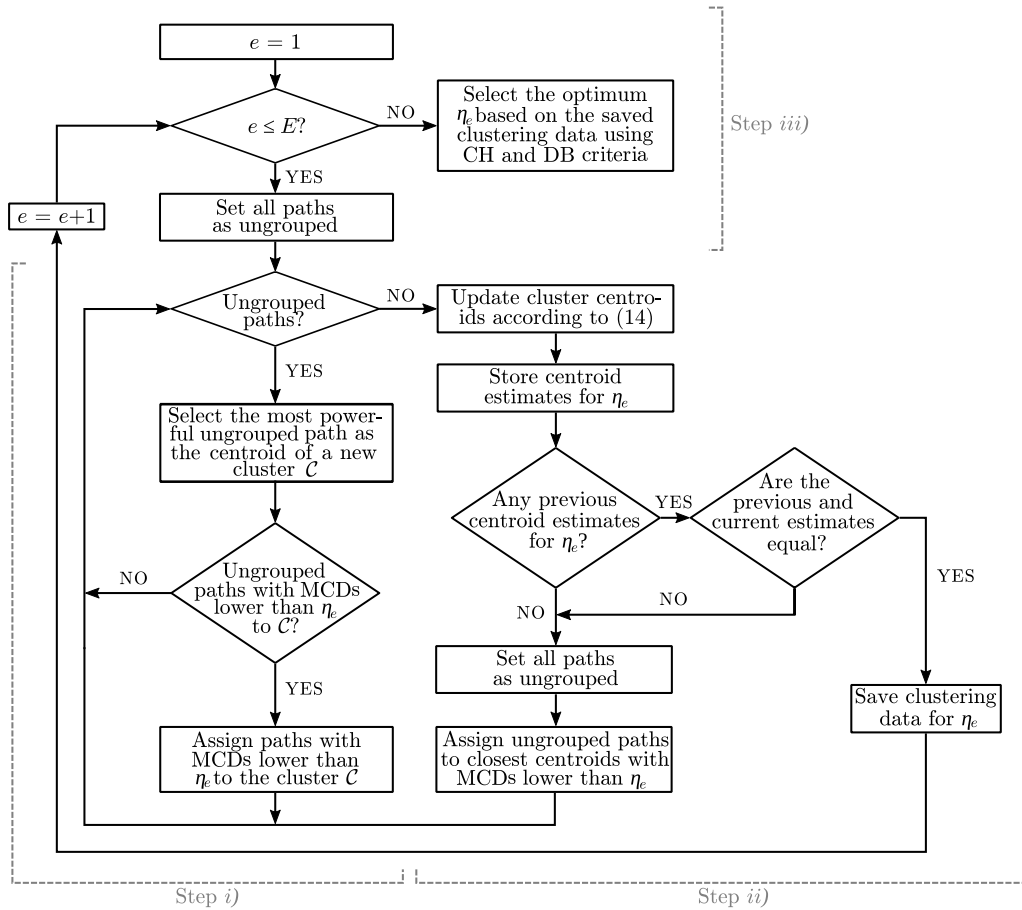 e = 1
e ≤ E?
NO
Select the optimum
η_e based on the saved
clustering data using
CH and DB criteria
Step iii)
YES
e = e+1
Set all paths
as ungrouped
Ungrouped
paths?
NO
Update cluster centro-
ids according to (14)
YES
Store centroid
estimates for η_e
Select the most power-
ful ungrouped path as
the centroid of a new
cluster 𝒞
Any previous
centroid estimates
for η_e?
YES
Are the
previous and
current estimates
equal?
YES
NO
NO
Ungrouped
paths with MCDs
lower than η_e
to 𝒞?
NO
YES
Set all paths
as ungrouped
Save clustering
data for η_e
Assign paths with
MCDs lower than
η_e to the cluster 𝒞
Assign ungrouped paths
to closest centroids with
MCDs lower than η_e
Step i)
Step ii)